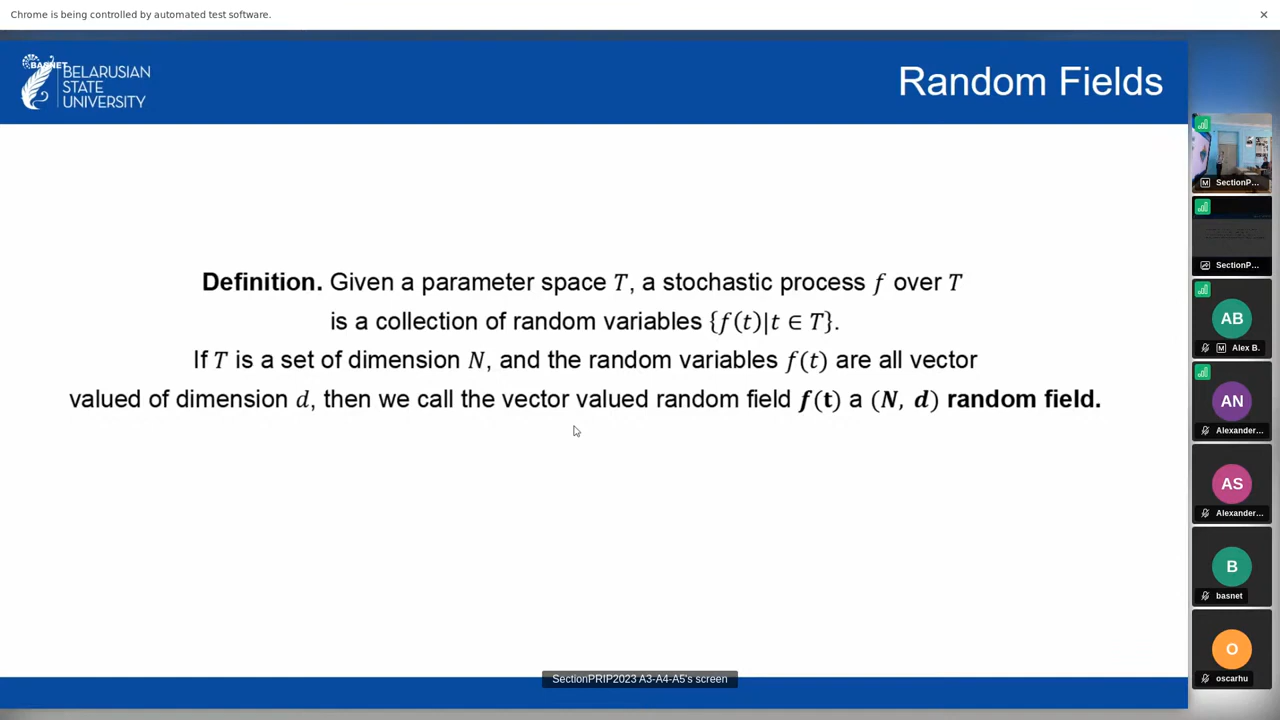 Chrome is being controlled by automated test software.
BASNET
BELARUSIAN
STATE
UNIVERSITY
Random Fields
Definition. Given a parameter space T, a stochastic process f over T
is a collection of random variables {f(t)|t ∈ T}.
If T is a set of dimension N, and the random variables f(t) are all vector
valued of dimension d, then we call the vector valued random field f(t) a (N, d) random field.
SectionP...
SectionP...
AB
Alex B.
AN
Alexander...
AS
Alexander...
B
basnet
O
oscarhu
SectionPRIP2023 A3-A4-A5's screen